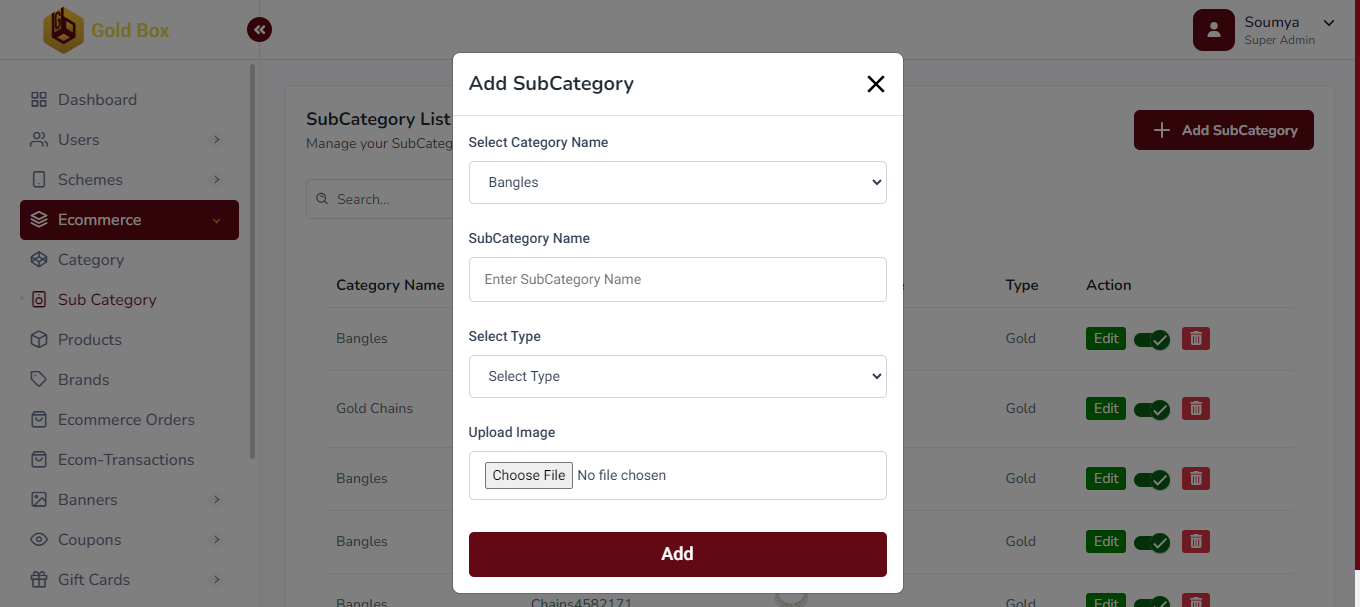 Gold Box
Soumya
Super Admin
Dashboard
Users
Schemes
Ecommerce
Category
Sub Category
Products
Brands
Ecommerce Orders
Ecom-Transactions
Banners
Coupons
Gift Cards
SubCategory List
Manage your SubCateg
Add SubCategory
Search...
Category Name
Type
Action
Bangles
Gold
Edit
Gold Chains
Gold
Edit
Bangles
Gold
Edit
Bangles
Gold
Edit
Bangles
Chains4582171
Gold
Edit
Add SubCategory
Select Category Name
Bangles
SubCategory Name
Enter SubCategory Name
Select Type
Select Type
Upload Image
Choose File No file chosen
Add